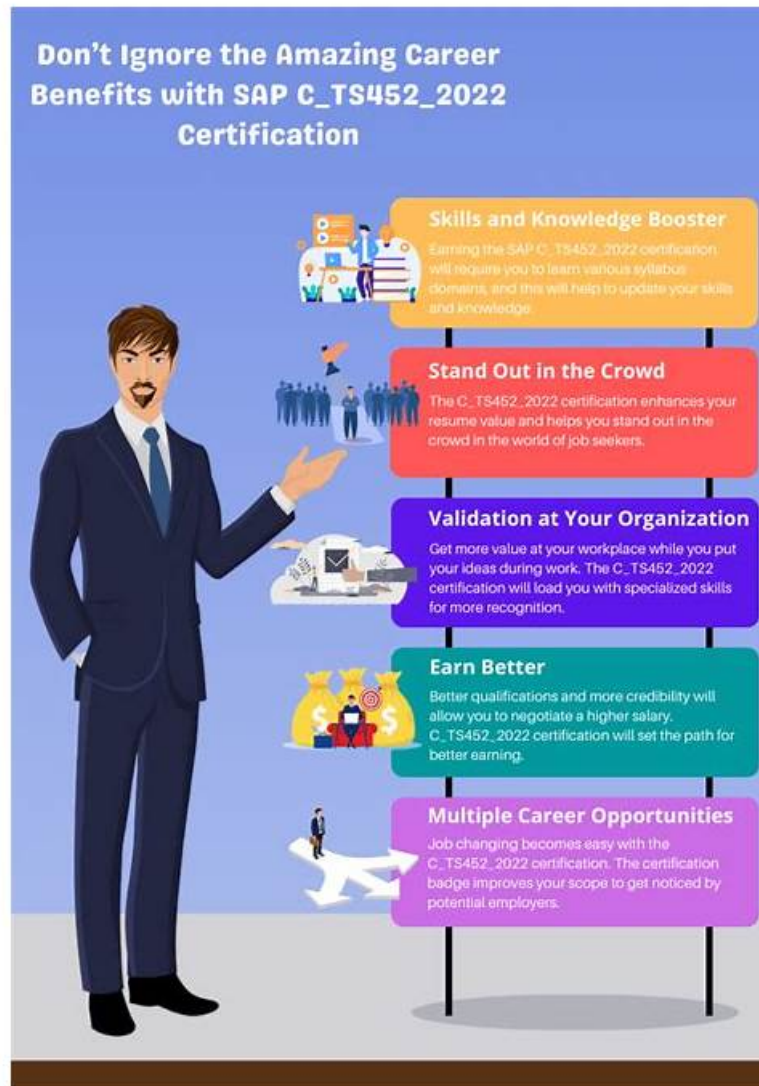 Don't Ignore the Amazing Career
Benefits with SAP C_TS452_2022
Certification
Skills and Knowledge Booster
Earning the SAP C_TS452_2022 certification
will require you to learn various syllabus
domains, and this will help to update your skills
and knowledge.
Stand Out in the Crowd
The C_TS452_2022 certification enhances your
resume value and helps you stand out in the
crowd in the world of job seekers.
Validation at Your Organization
Get more value at your workplace while you put
your ideas during work. The C_TS452_2022
certification will load you with specialized skills
for more recognition.
Earn Better
Better qualifications and more credibility will
allow you to negotiate a higher salary.
C_TS452_2022 certification will set the path for
better earning.
Multiple Career Opportunities
Job changing becomes easy with the
C_TS452_2022 certification. The certification
badge improves your scope to get noticed by
potential employers.